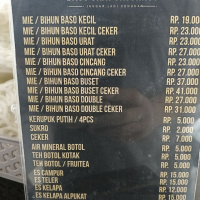 MIE / BIHUN BASO KECIL RP. 19.000
MIE / BIHUN BASO KECIL CEKER RP. 23.000
MIE / BIHUN BASO URAT RP. 23.000
MIE / BIHUN BASO URAT CEKER RP. 27.000
MIE / BIHUN BASO CINCANG RP. 23.000
MIE / BIHUN BASO CINCANG CEKER RP. 27.000
MIE / BIHUN BASO BUSET RP. 37.000
MIE / BIHUN BASO BUSET CEKER RP. 41.000
MIE / BIHUN BASO DOUBLE RP. 27.000
MIE / BIHUN BASO DOUBLE CEKER RP. 31.000
KERUPUK PUTIH / 4PCS RP. 5.000
SUKRO RP. 2.000
CEKER RP. 7.000
AIR MINERAL BOTOL RP. 5.000
TEH BOTOL KOTAK RP. 5.000
TEH BOTOL / FRUITEA RP. 5.000
ES CAMPUR RP. 15.000
ES TELER RP. 15.000
ES KELAPA RP. 12.000
ES KELAPA ALPUKAT RP. 15.000